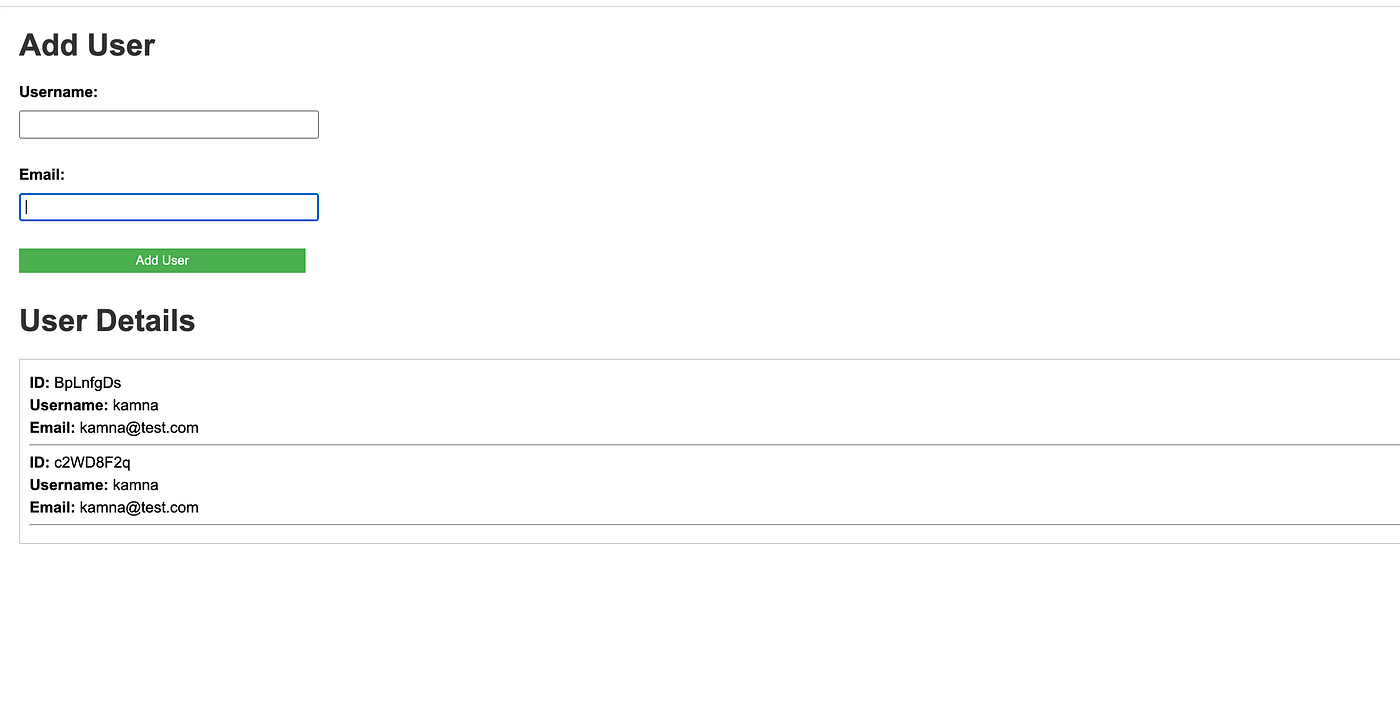 Add User
Username:
Email:
Add User
User Details
ID: BpLnfgDs
Username: kamna
Email: kamna@test.com
ID: c2WD8F2q
Username: kamna
Email: kamna@test.com